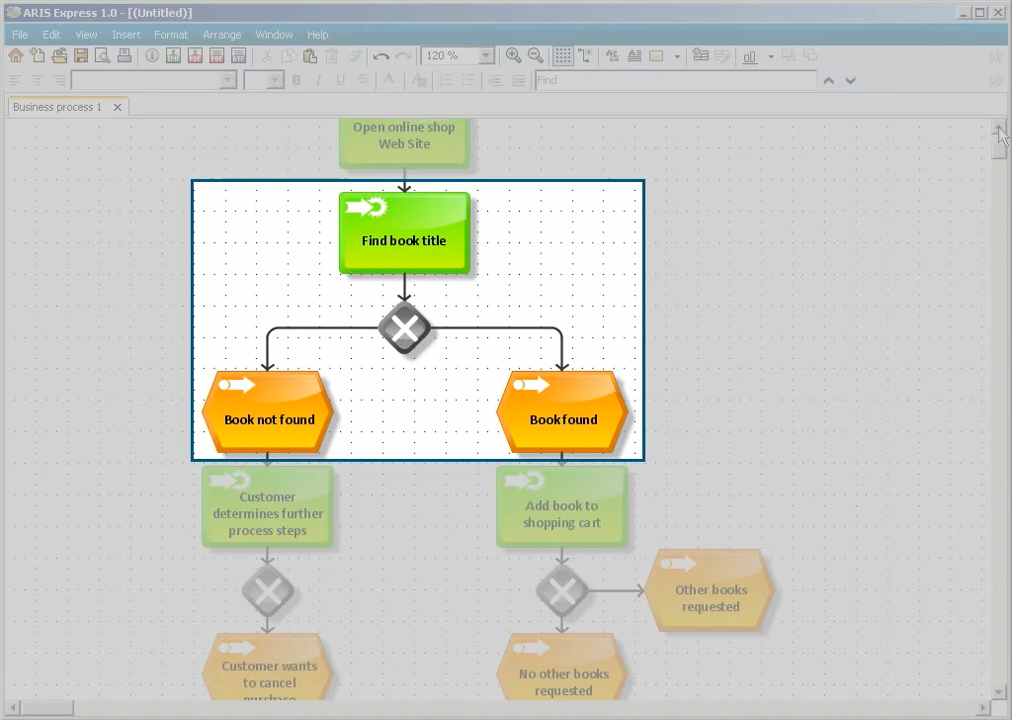 ARIS Express 1.0 - [(Untitled)]
File Edit View Insert Format Arrange Window Help
120 %
Find
Business process 1
Open online shop
Web Site
Find book title
Book not found
Book found
Customer
determines further
process steps
Add book to
shopping cart
Other books
requested
Customer wants
to cancel
purchase
No other books
requested